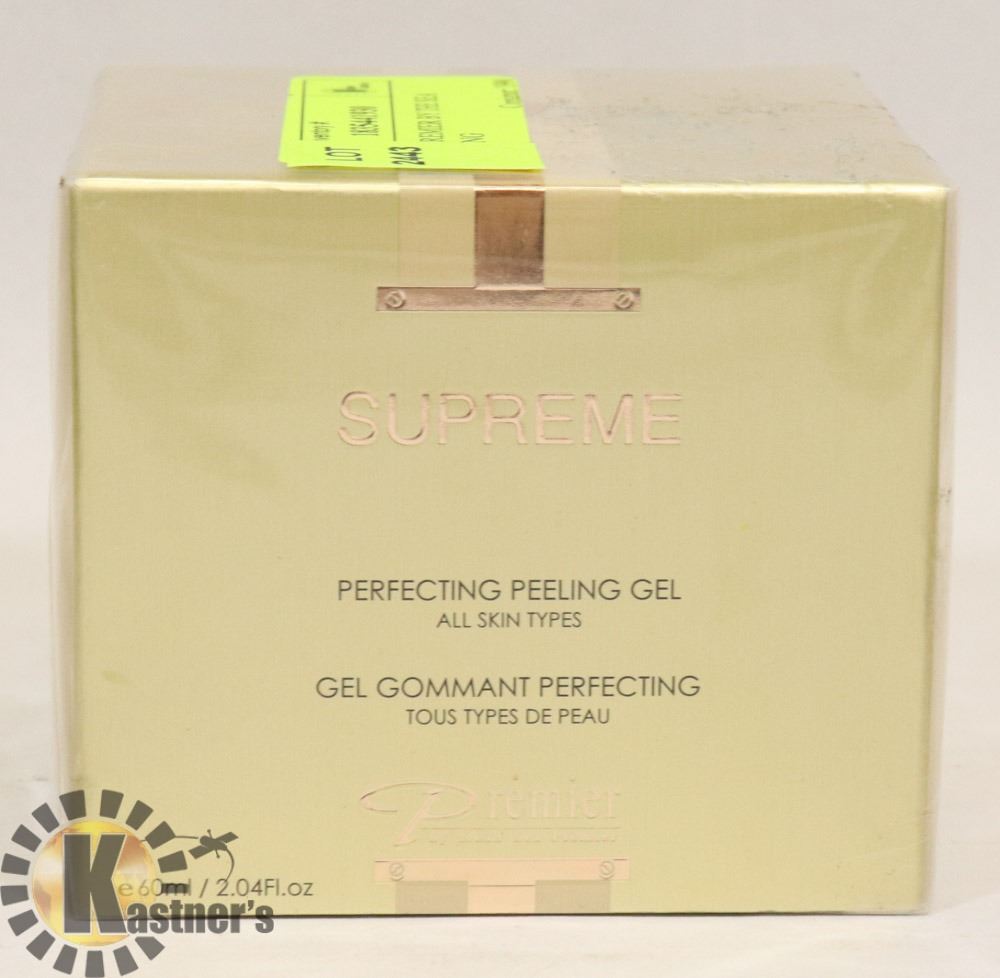 LOT
2443
SUPREME
PERFECTING PEELING GEL
ALL SKIN TYPES
GEL GOMMANT PERFECTING
TOUS TYPES DE PEAU
Premier
e 60ml / 2.04Fl.oz
Kastner's